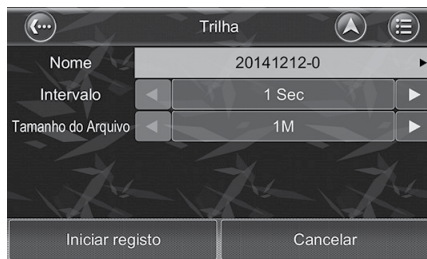 Trilha
Nome 20141212-0
Intervalo 1 Sec
Tamanho do Arquivo 1M
Iniciar registo Cancelar